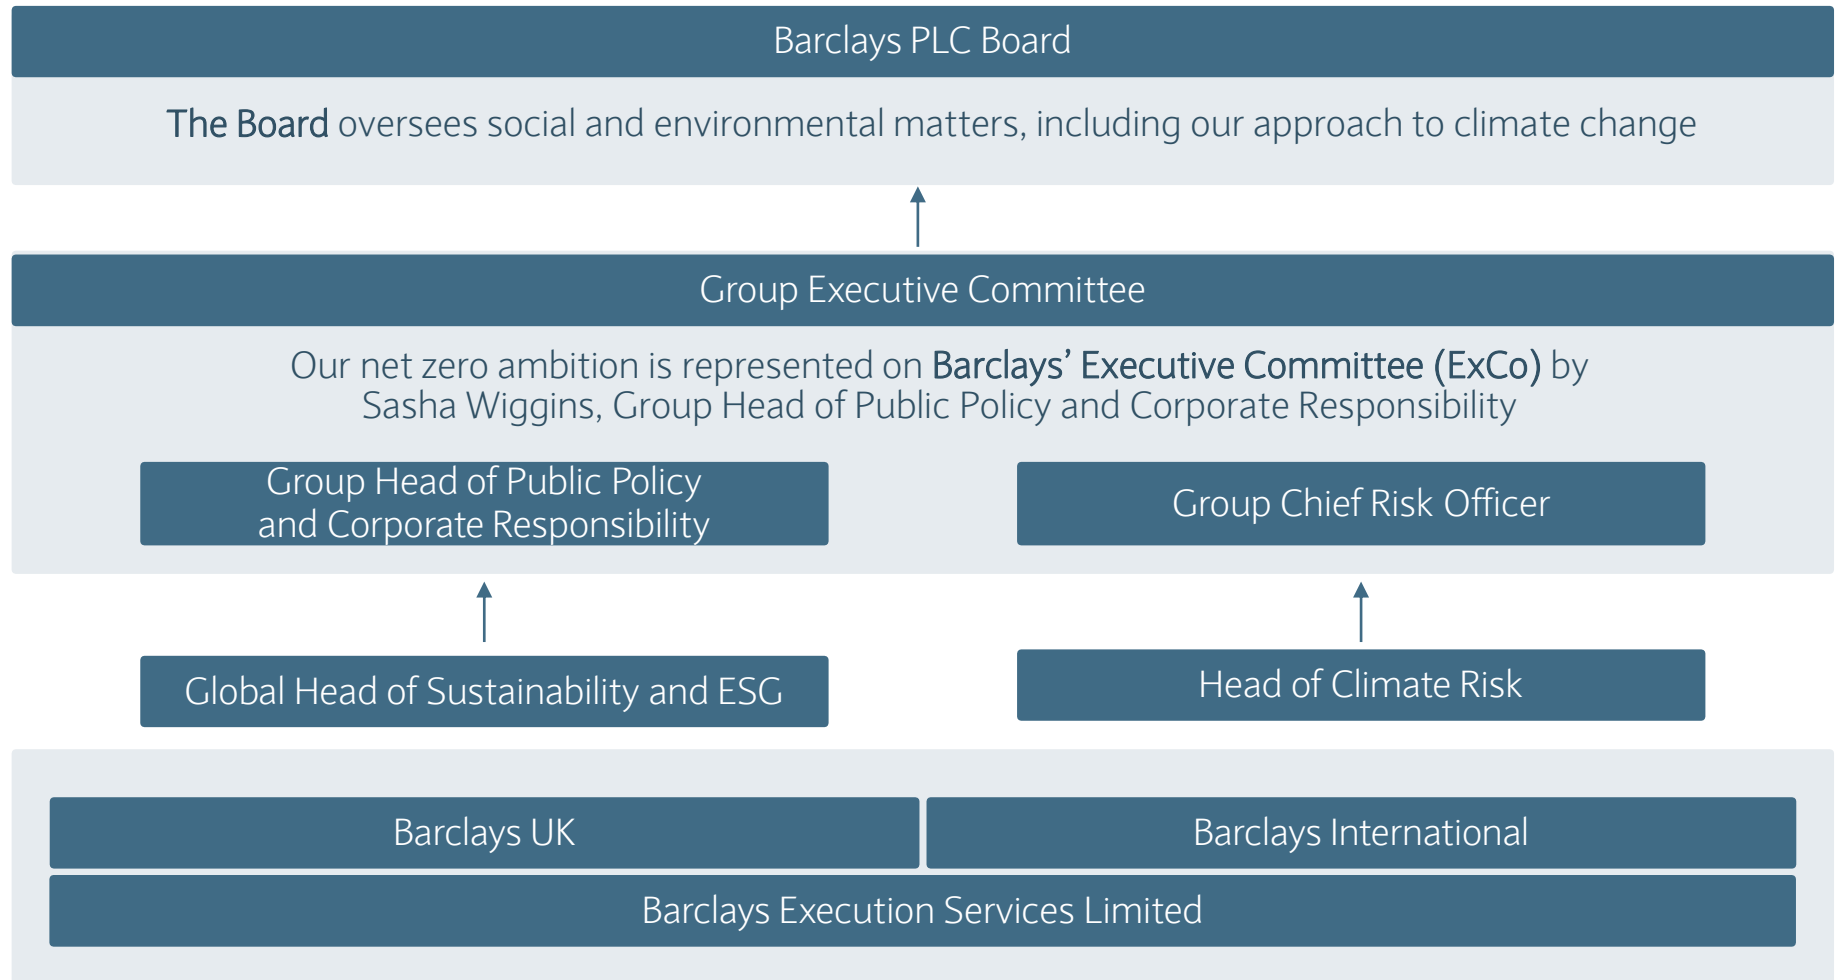 Barclays PLC Board
The Board oversees social and environmental matters, including our approach to climate change
Group Executive Committee
Our net zero ambition is represented on Barclays’ Executive Committee (ExCo) by
Sasha Wiggins, Group Head of Public Policy and Corporate Responsibility
Group Head of Public Policy
and Corporate Responsibility
Group Chief Risk Officer
Global Head of Sustainability and ESG
Head of Climate Risk
Barclays UK
Barclays International
Barclays Execution Services Limited